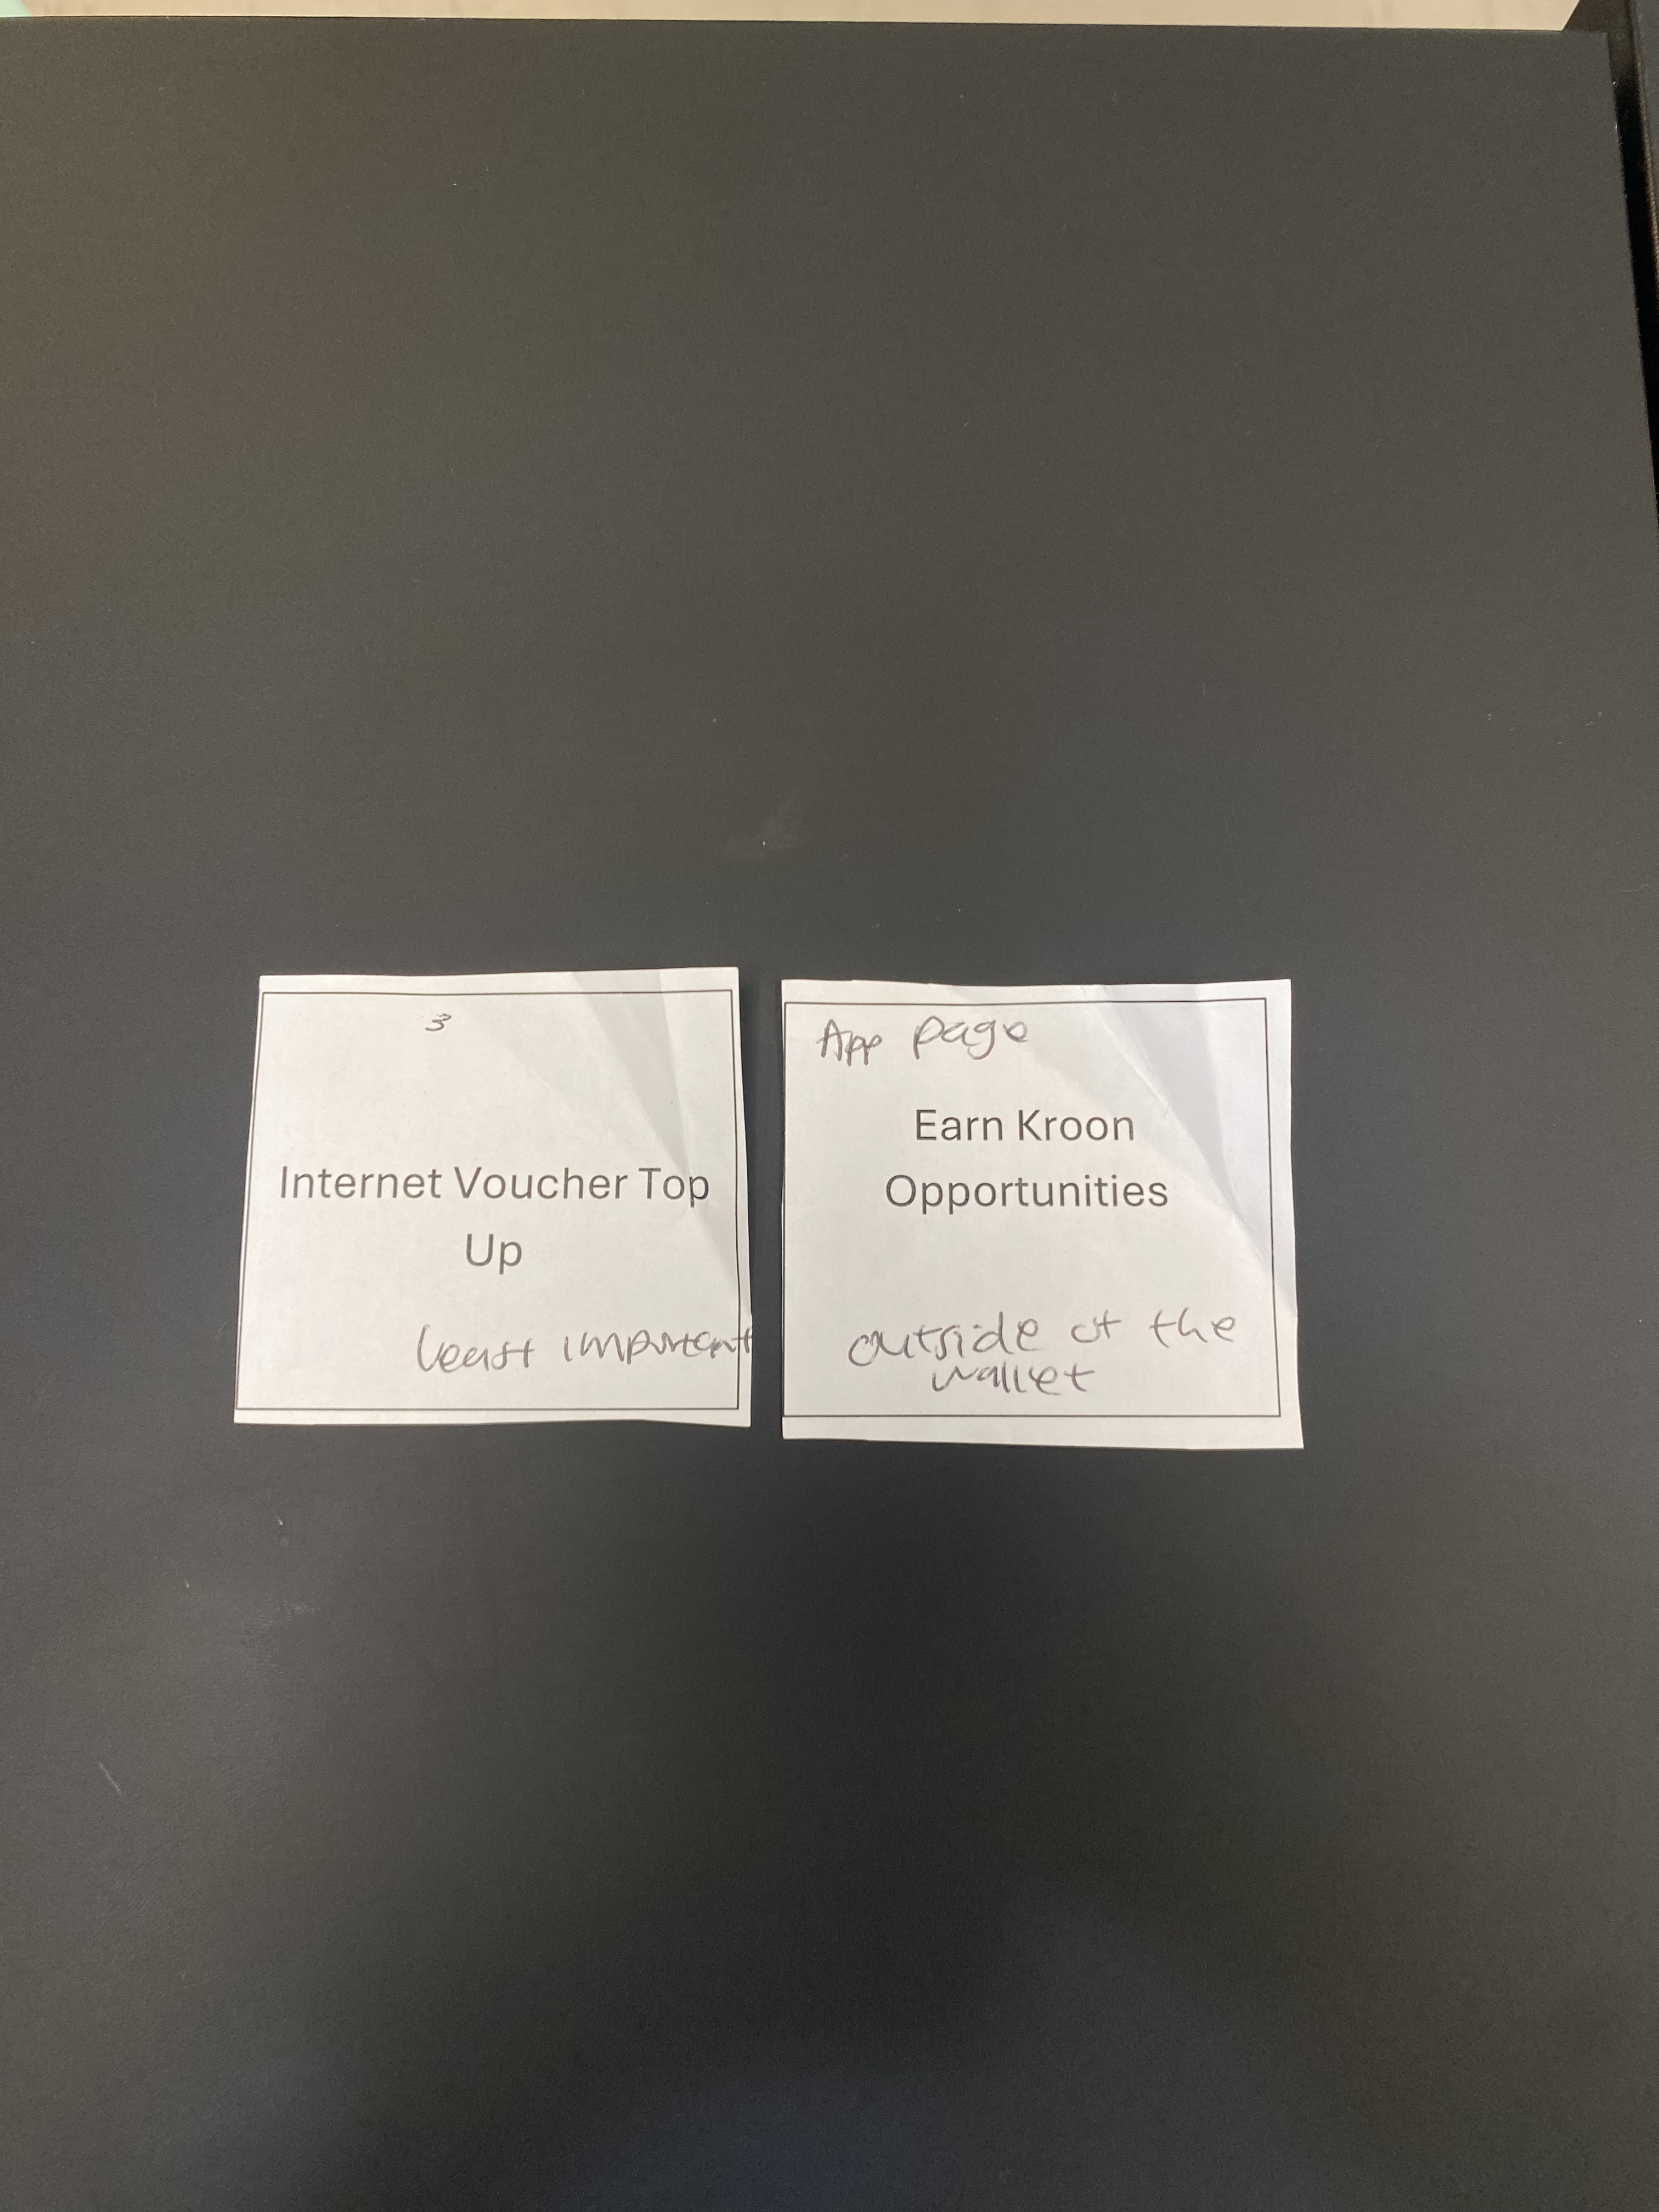 3
Internet Voucher Top
Up
least important
App page
Earn Kroon
Opportunities
outside of the
wallet